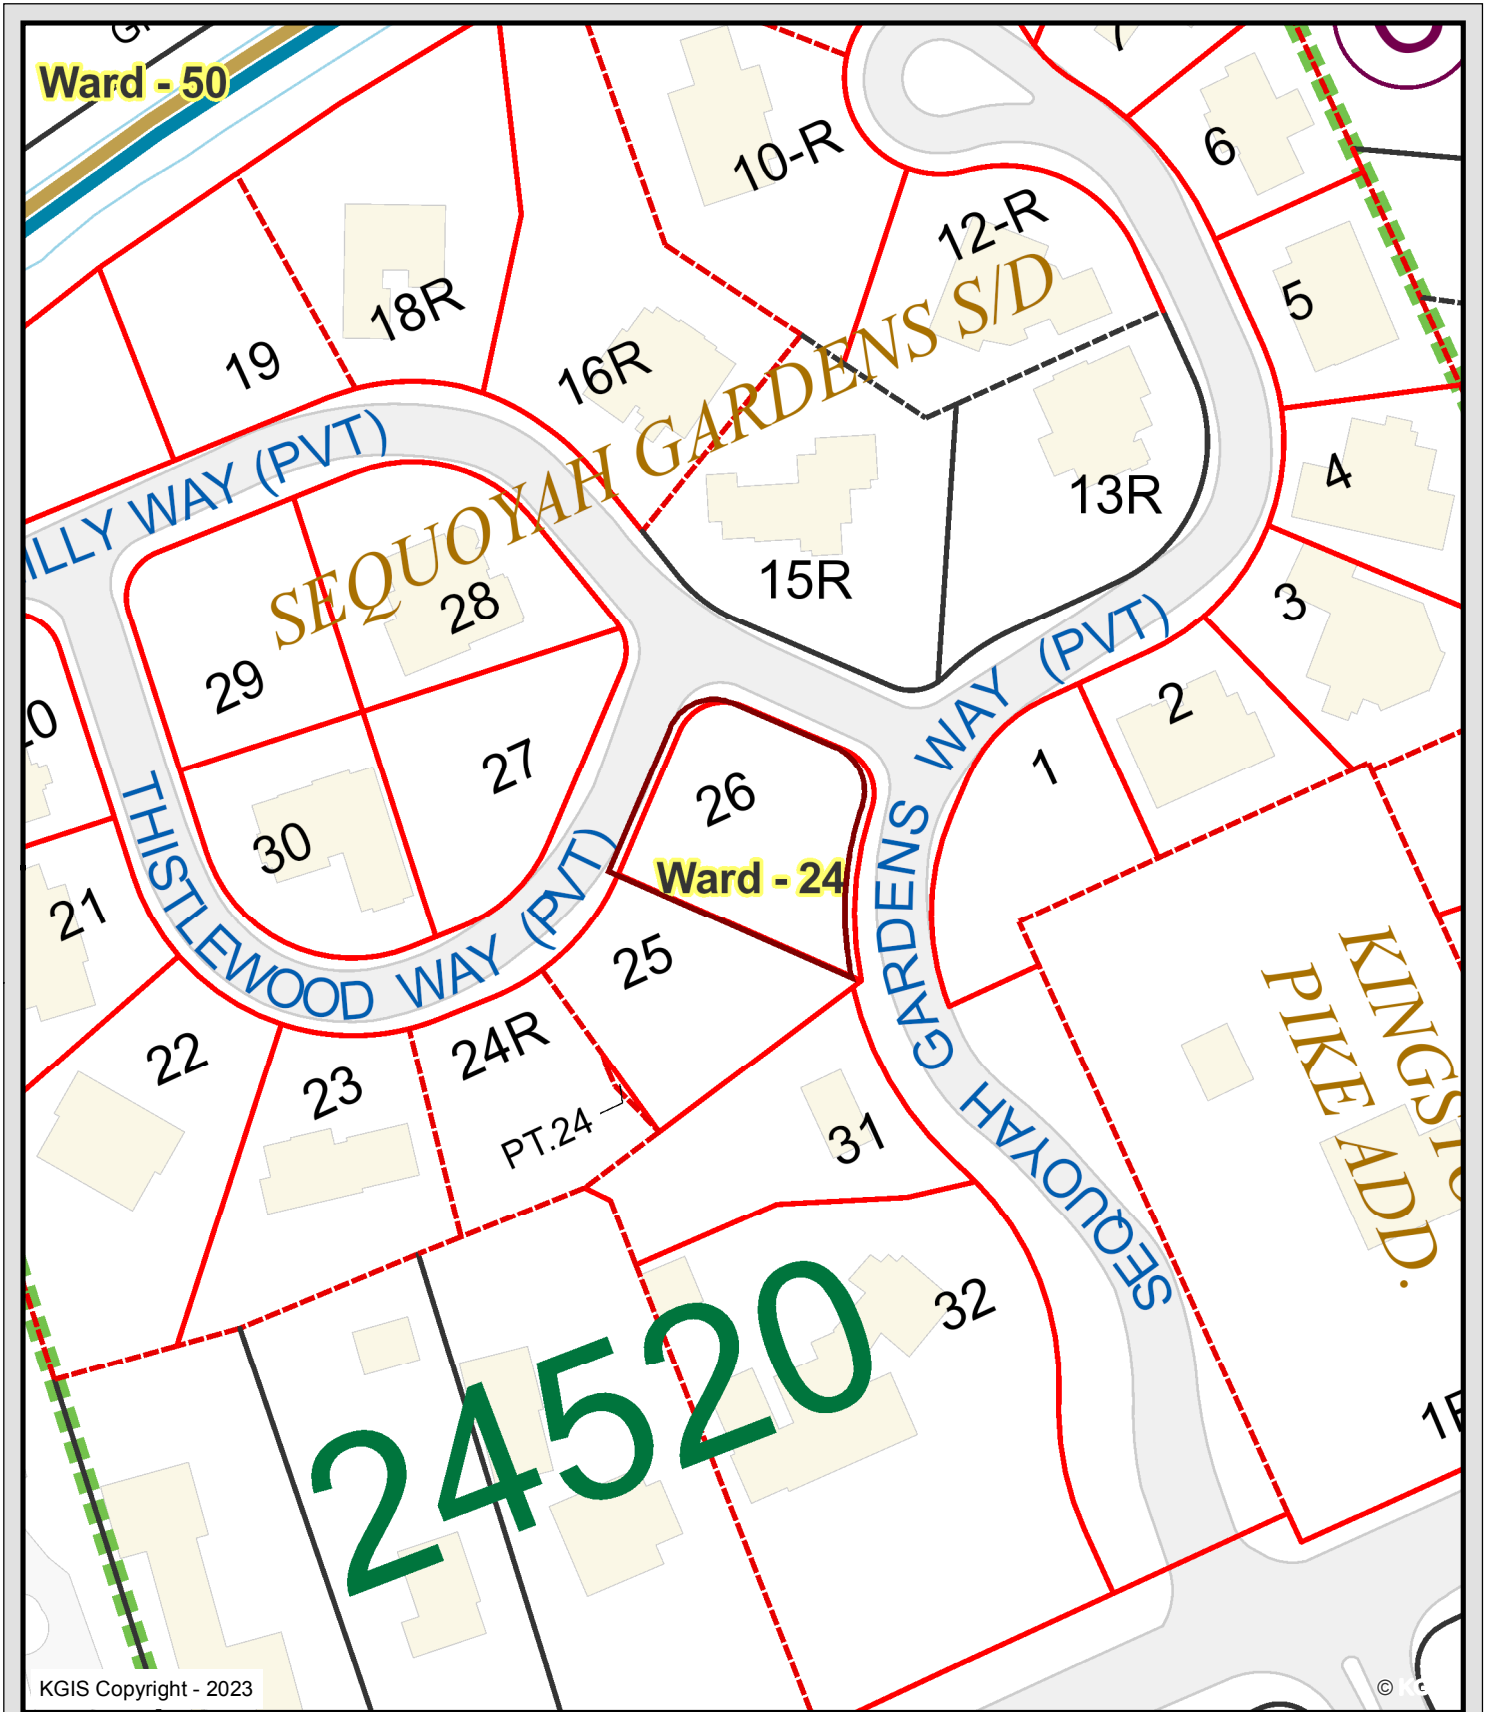 Ward - 50
6
10-R
12-R
5
18R
19
16R
SEQUOYAH GARDENS S/D
4
13R
ILLY WAY (PVT)
15R
3
28
29
WAY (PVT)
2
27
1
26
30
THISTLEWOOD WAY (PVT)
Ward - 24
21
25
SEQUOYAH GARDENS
KINGSTO
PIKE ADD.
22
24R
23
PT.24
31
32
24520
KGIS Copyright - 2023
©